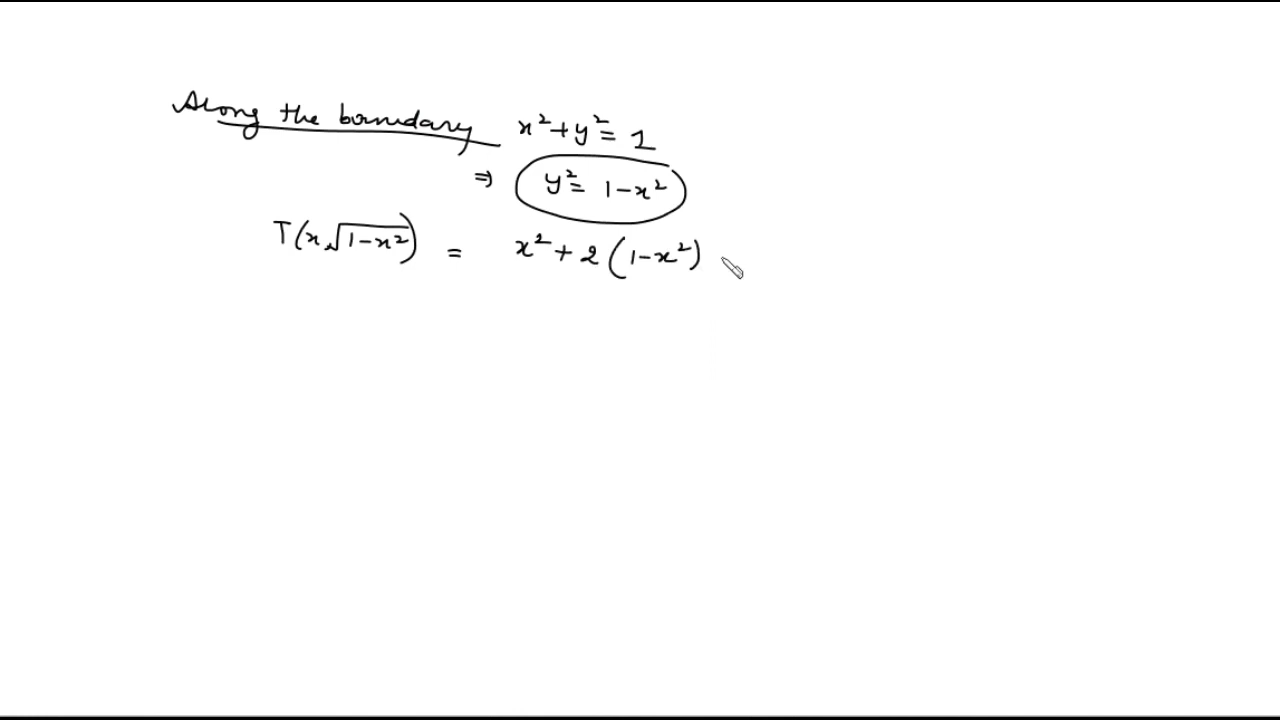 Along the boundary x² + y² = 1
⇒ y² = 1 - x²
T(x, √1-x²) = x² + 2(1-x²)